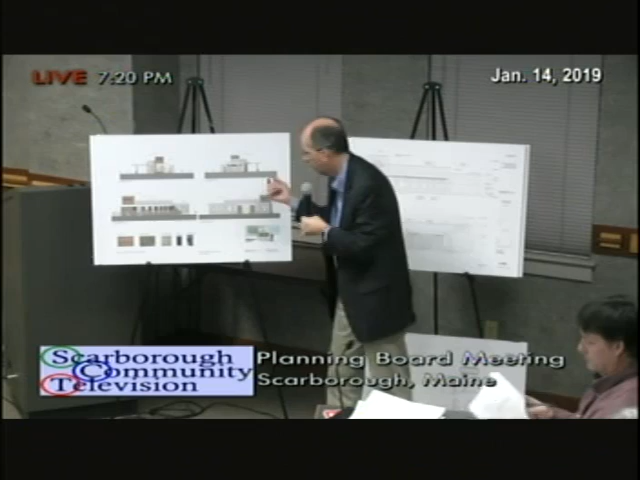 LIVE 7:20 PM
Jan. 14, 2019
Scarborough
Community
Television
Planning Board Meeting
Scarborough, Maine